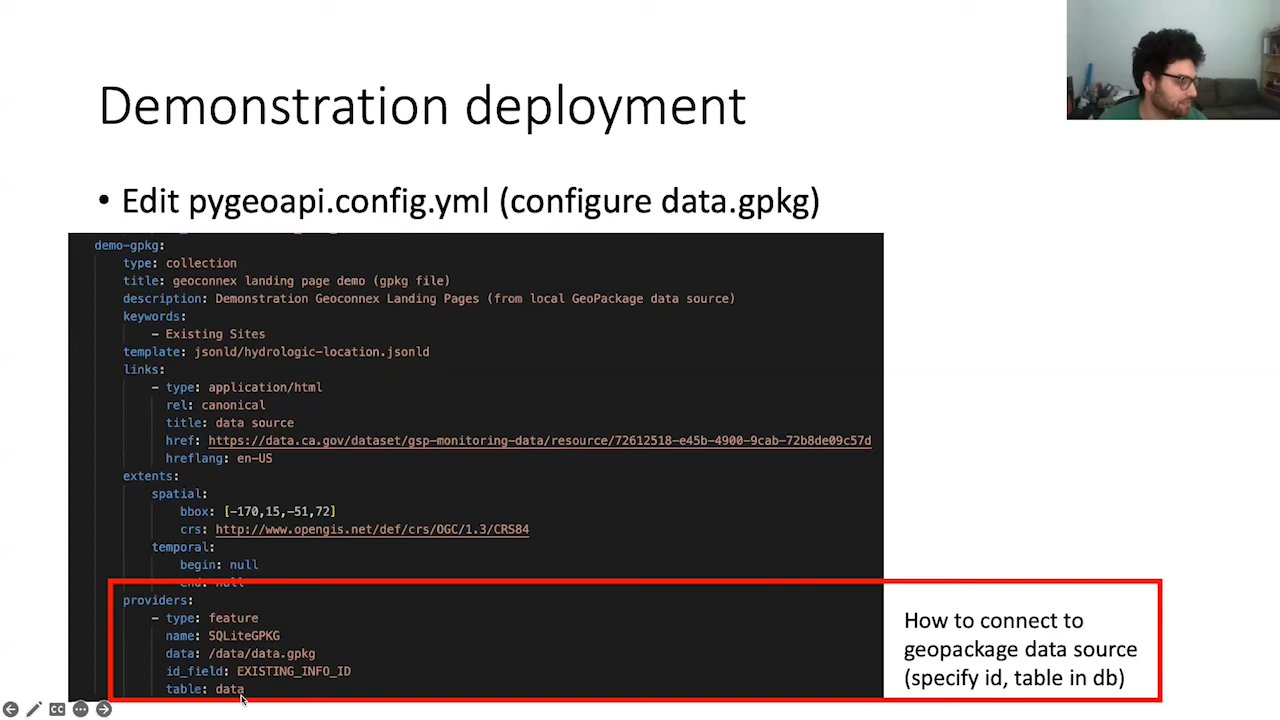 Demonstration deployment
• Edit pygeoapi.config.yml (configure data.gpkg)
demo-gpkg:
type: collection
title: geoconnex landing page demo (gpkg file)
description: Demonstration Geoconnex Landing Pages (from local GeoPackage data source)
keywords:
- Existing Sites
template: jsonld/hydrologic-location.jsonld
links:
- type: application/html
rel: canonical
title: data source
href: https://data.ca.gov/dataset/gsp-monitoring-data/resource/72612518-e45b-4900-9cab-72b8de09c57d
hreflang: en-US
extents:
spatial:
bbox: [-170,15,-51,72]
crs: http://www.opengis.net/def/crs/OGC/1.3/CRS84
temporal:
begin: null
end: null
providers:
- type: feature
name: SQLiteGPKG
data: /data/data.gpkg
id_field: EXISTING_INFO_ID
table: data
How to connect to
geopackage data source
(specify id, table in db)
CC